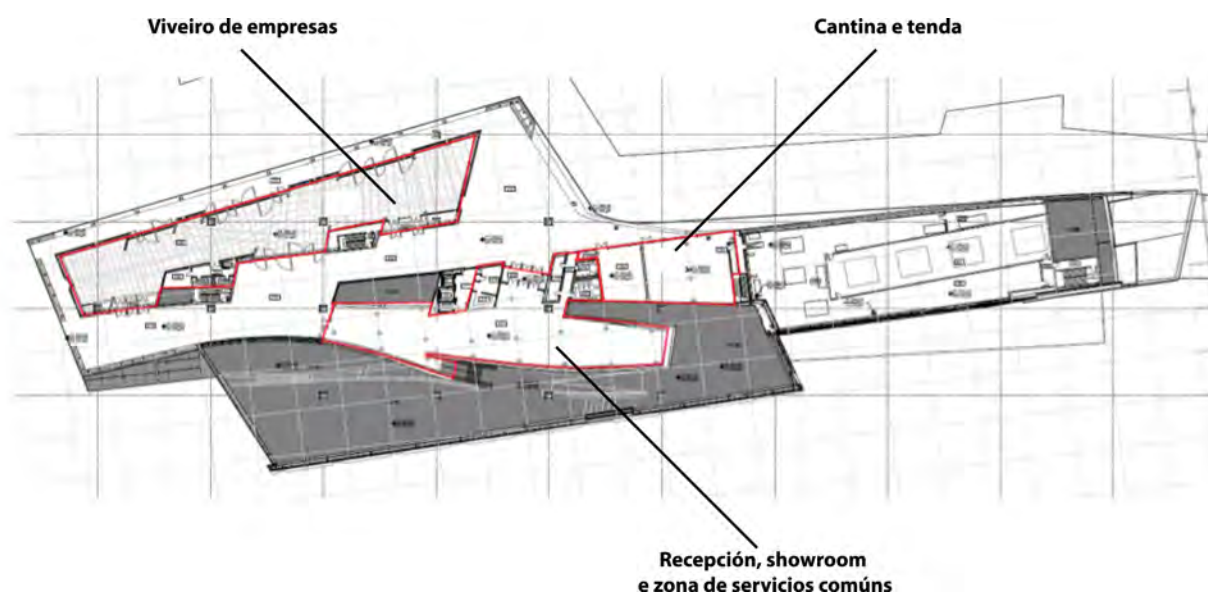 Viveiro de empresas
Cantina e tenda
Recepción, showroom
e zona de servicios comúns